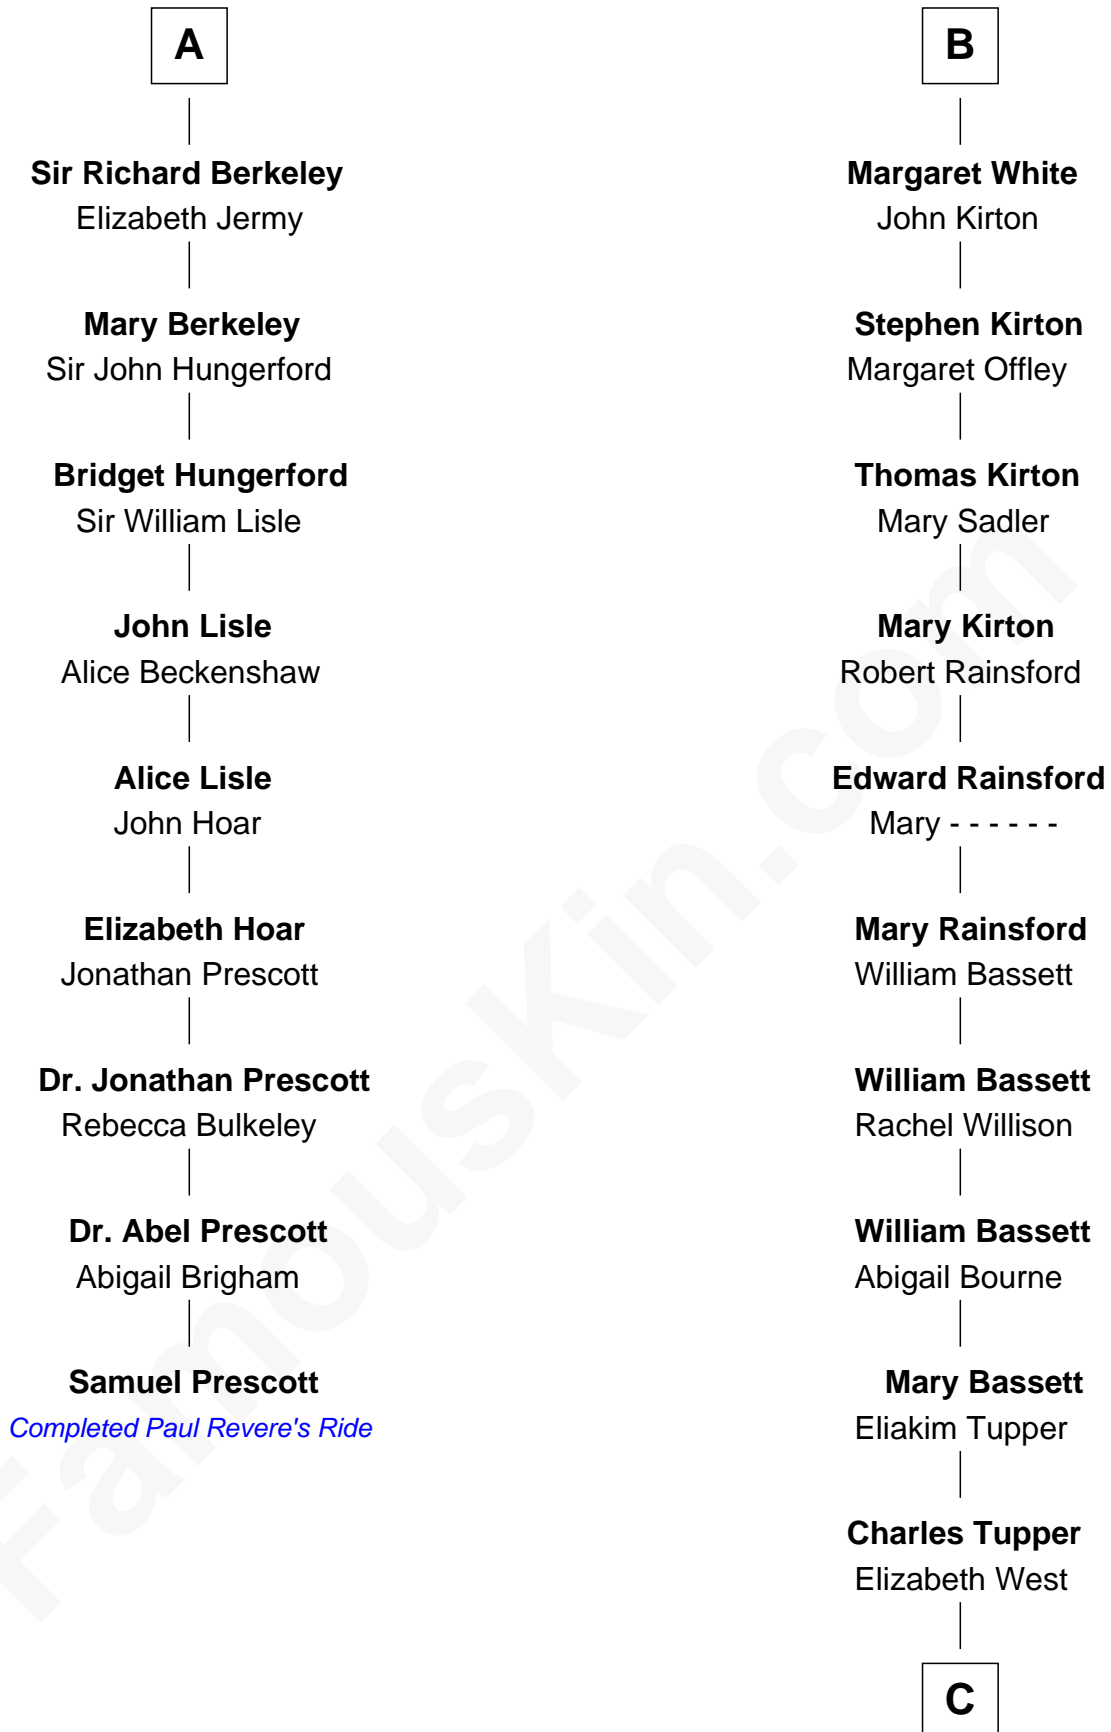 A
Sir Richard Berkeley
Elizabeth Jermy
Mary Berkeley
Sir John Hungerford
Bridget Hungerford
Sir William Lisle
John Lisle
Alice Beckenshaw
Alice Lisle
John Hoar
Elizabeth Hoar
Jonathan Prescott
Dr. Jonathan Prescott
Rebecca Bulkeley
Dr. Abel Prescott
Abigail Brigham
Samuel Prescott
Completed Paul Revere's Ride
B
Margaret White
John Kirton
Stephen Kirton
Margaret Offley
Thomas Kirton
Mary Sadler
Mary Kirton
Robert Rainsford
Edward Rainsford
Mary - - - - - -
Mary Rainsford
William Bassett
William Bassett
Rachel Willison
William Bassett
Abigail Bourne
Mary Bassett
Eliakim Tupper
Charles Tupper
Elizabeth West
C
FamousKin.com